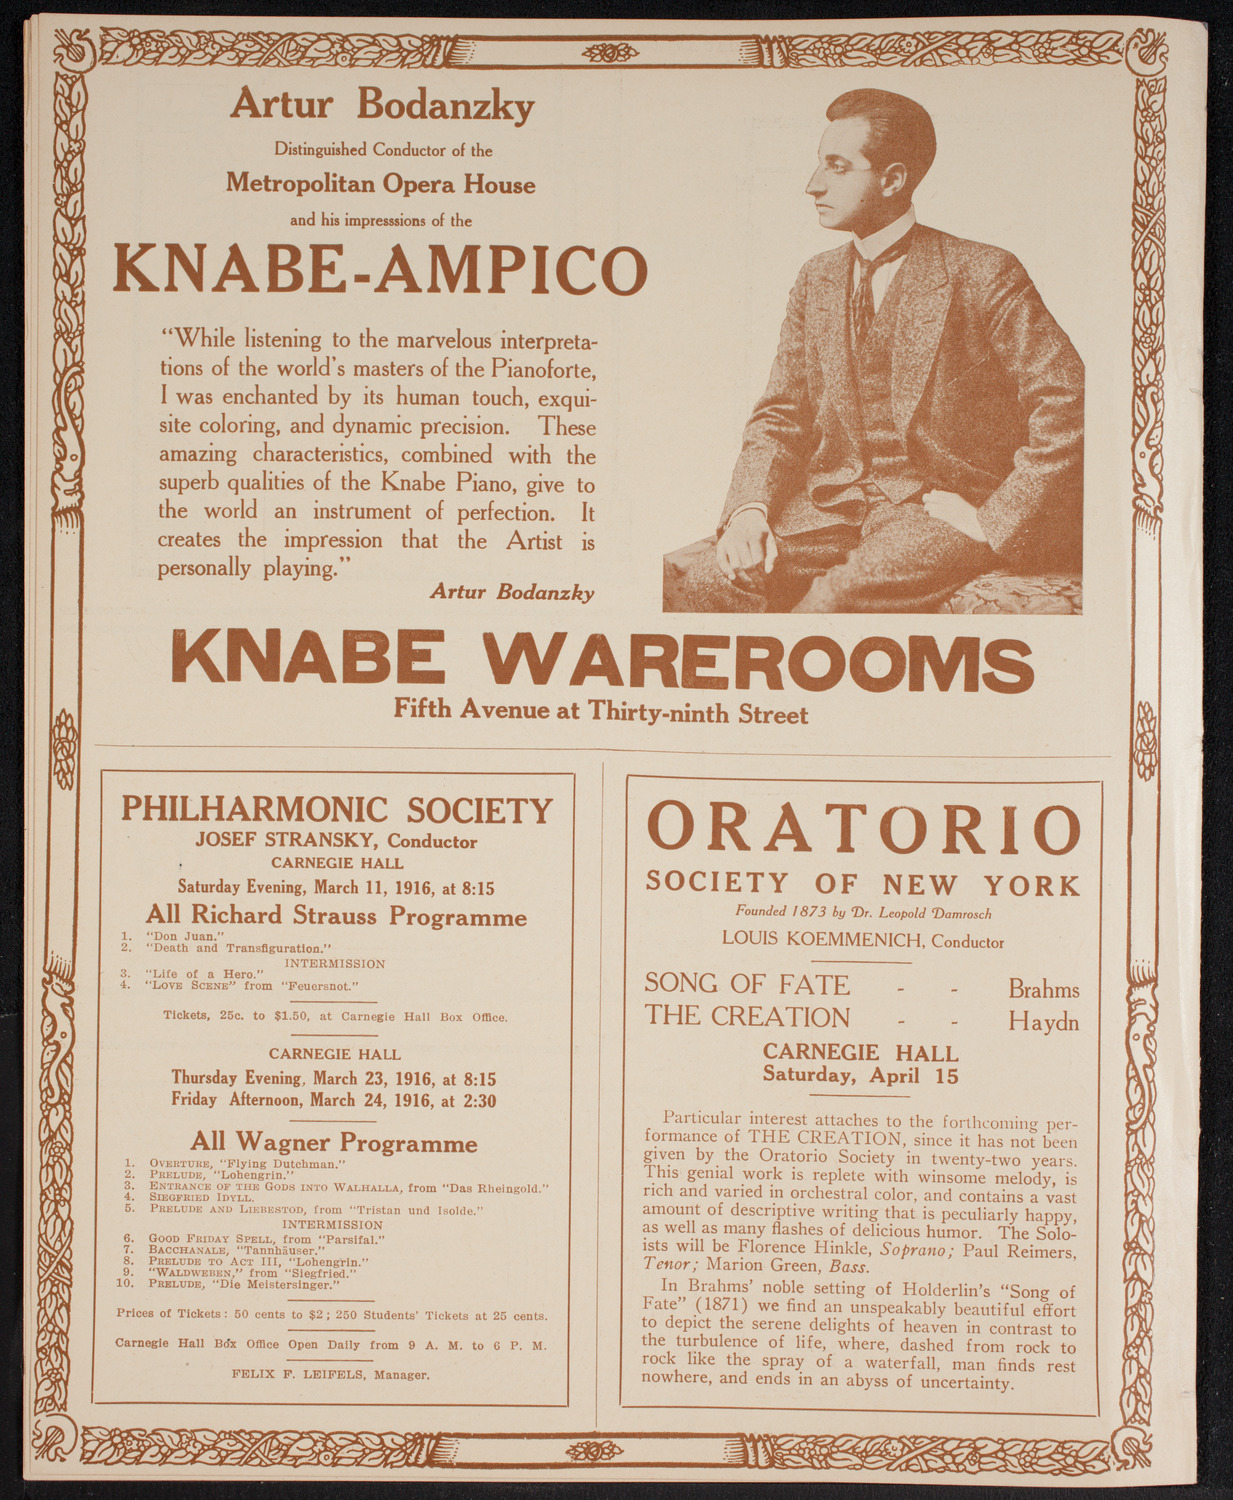 Artur Bodanzky
Distinguished Conductor of the
Metropolitan Opera House
and his impresssions of the
KNABE-AMPICO
“While listening to the marvelous interpreta-
tions of the world's masters of the Pianoforte,
I was enchanted by its human touch, exqui-
site coloring, and dynamic precision. These
amazing characteristics, combined with the
superb qualities of the Knabe Piano, give to
the world an instrument of perfection. It
creates the impression that the Artist is
personally playing.”
Artur Bodanzky
KNABE WAREROOMS
Fifth Avenue at Thirty-ninth Street
PHILHARMONIC SOCIETY
JOSEF STRANSKY, Conductor
CARNEGIE HALL
Saturday Evening, March 11, 1916, at 8:15
All Richard Strauss Programme
1. “Don Juan.”
2. “Death and Transfiguration.”
INTERMISSION
3. “Life of a Hero.”
4. “LOVE SCENE” from “Feuersnot.”
Tickets, 25c. to $1.50, at Carnegie Hall Box Office.
CARNEGIE HALL
Thursday Evening, March 23, 1916, at 8:15
Friday Afternoon, March 24, 1916, at 2:30
All Wagner Programme
1. OVERTURE, “Flying Dutchman.”
2. PRELUDE, “Lohengrin.”
3. ENTRANCE OF THE GODS INTO WALHALLA, from “Das Rheingold.”
4. SIEGFRIED IDYLL.
5. PRELUDE AND LIEBESTOD, from “Tristan und Isolde.”
INTERMISSION
6. GOOD FRIDAY SPELL, from “Parsifal.”
7. BACCHANALE, “Tannhäuser.”
8. PRELUDE TO ACT III, “Lohengrin.”
9. “WALDWEBEN,” from “Siegfried.”
10. PRELUDE, “Die Meistersinger.”
Prices of Tickets: 50 cents to $2; 250 Students' Tickets at 25 cents.
Carnegie Hall Box Office Open Daily from 9 A. M. to 6 P. M.
FELIX F. LEIFELS, Manager.
ORATORIO
SOCIETY OF NEW YORK
Founded 1873 by Dr. Leopold Damrosch
LOUIS KOEMMENICH, Conductor
SONG OF FATE - - Brahms
THE CREATION - - Haydn
CARNEGIE HALL
Saturday, April 15
Particular interest attaches to the forthcoming per-
formance of THE CREATION, since it has not been
given by the Oratorio Society in twenty-two years.
This genial work is replete with winsome melody, is
rich and varied in orchestral color, and contains a vast
amount of descriptive writing that is peculiarly happy,
as well as many flashes of delicious humor. The Solo-
ists will be Florence Hinkle, Soprano; Paul Reimers,
Tenor; Marion Green, Bass.
In Brahms' noble setting of Holderlin's “Song of
Fate” (1871) we find an unspeakably beautiful effort
to depict the serene delights of heaven in contrast to
the turbulence of life, where, dashed from rock to
rock like the spray of a waterfall, man finds rest
nowhere, and ends in an abyss of uncertainty.